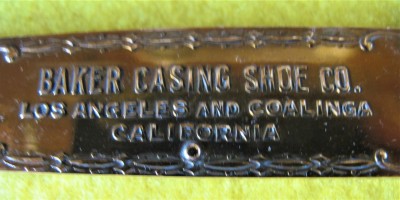 BAKER CASING SHOE CO.
LOS ANGELES AND COALINGA
CALIFORNIA